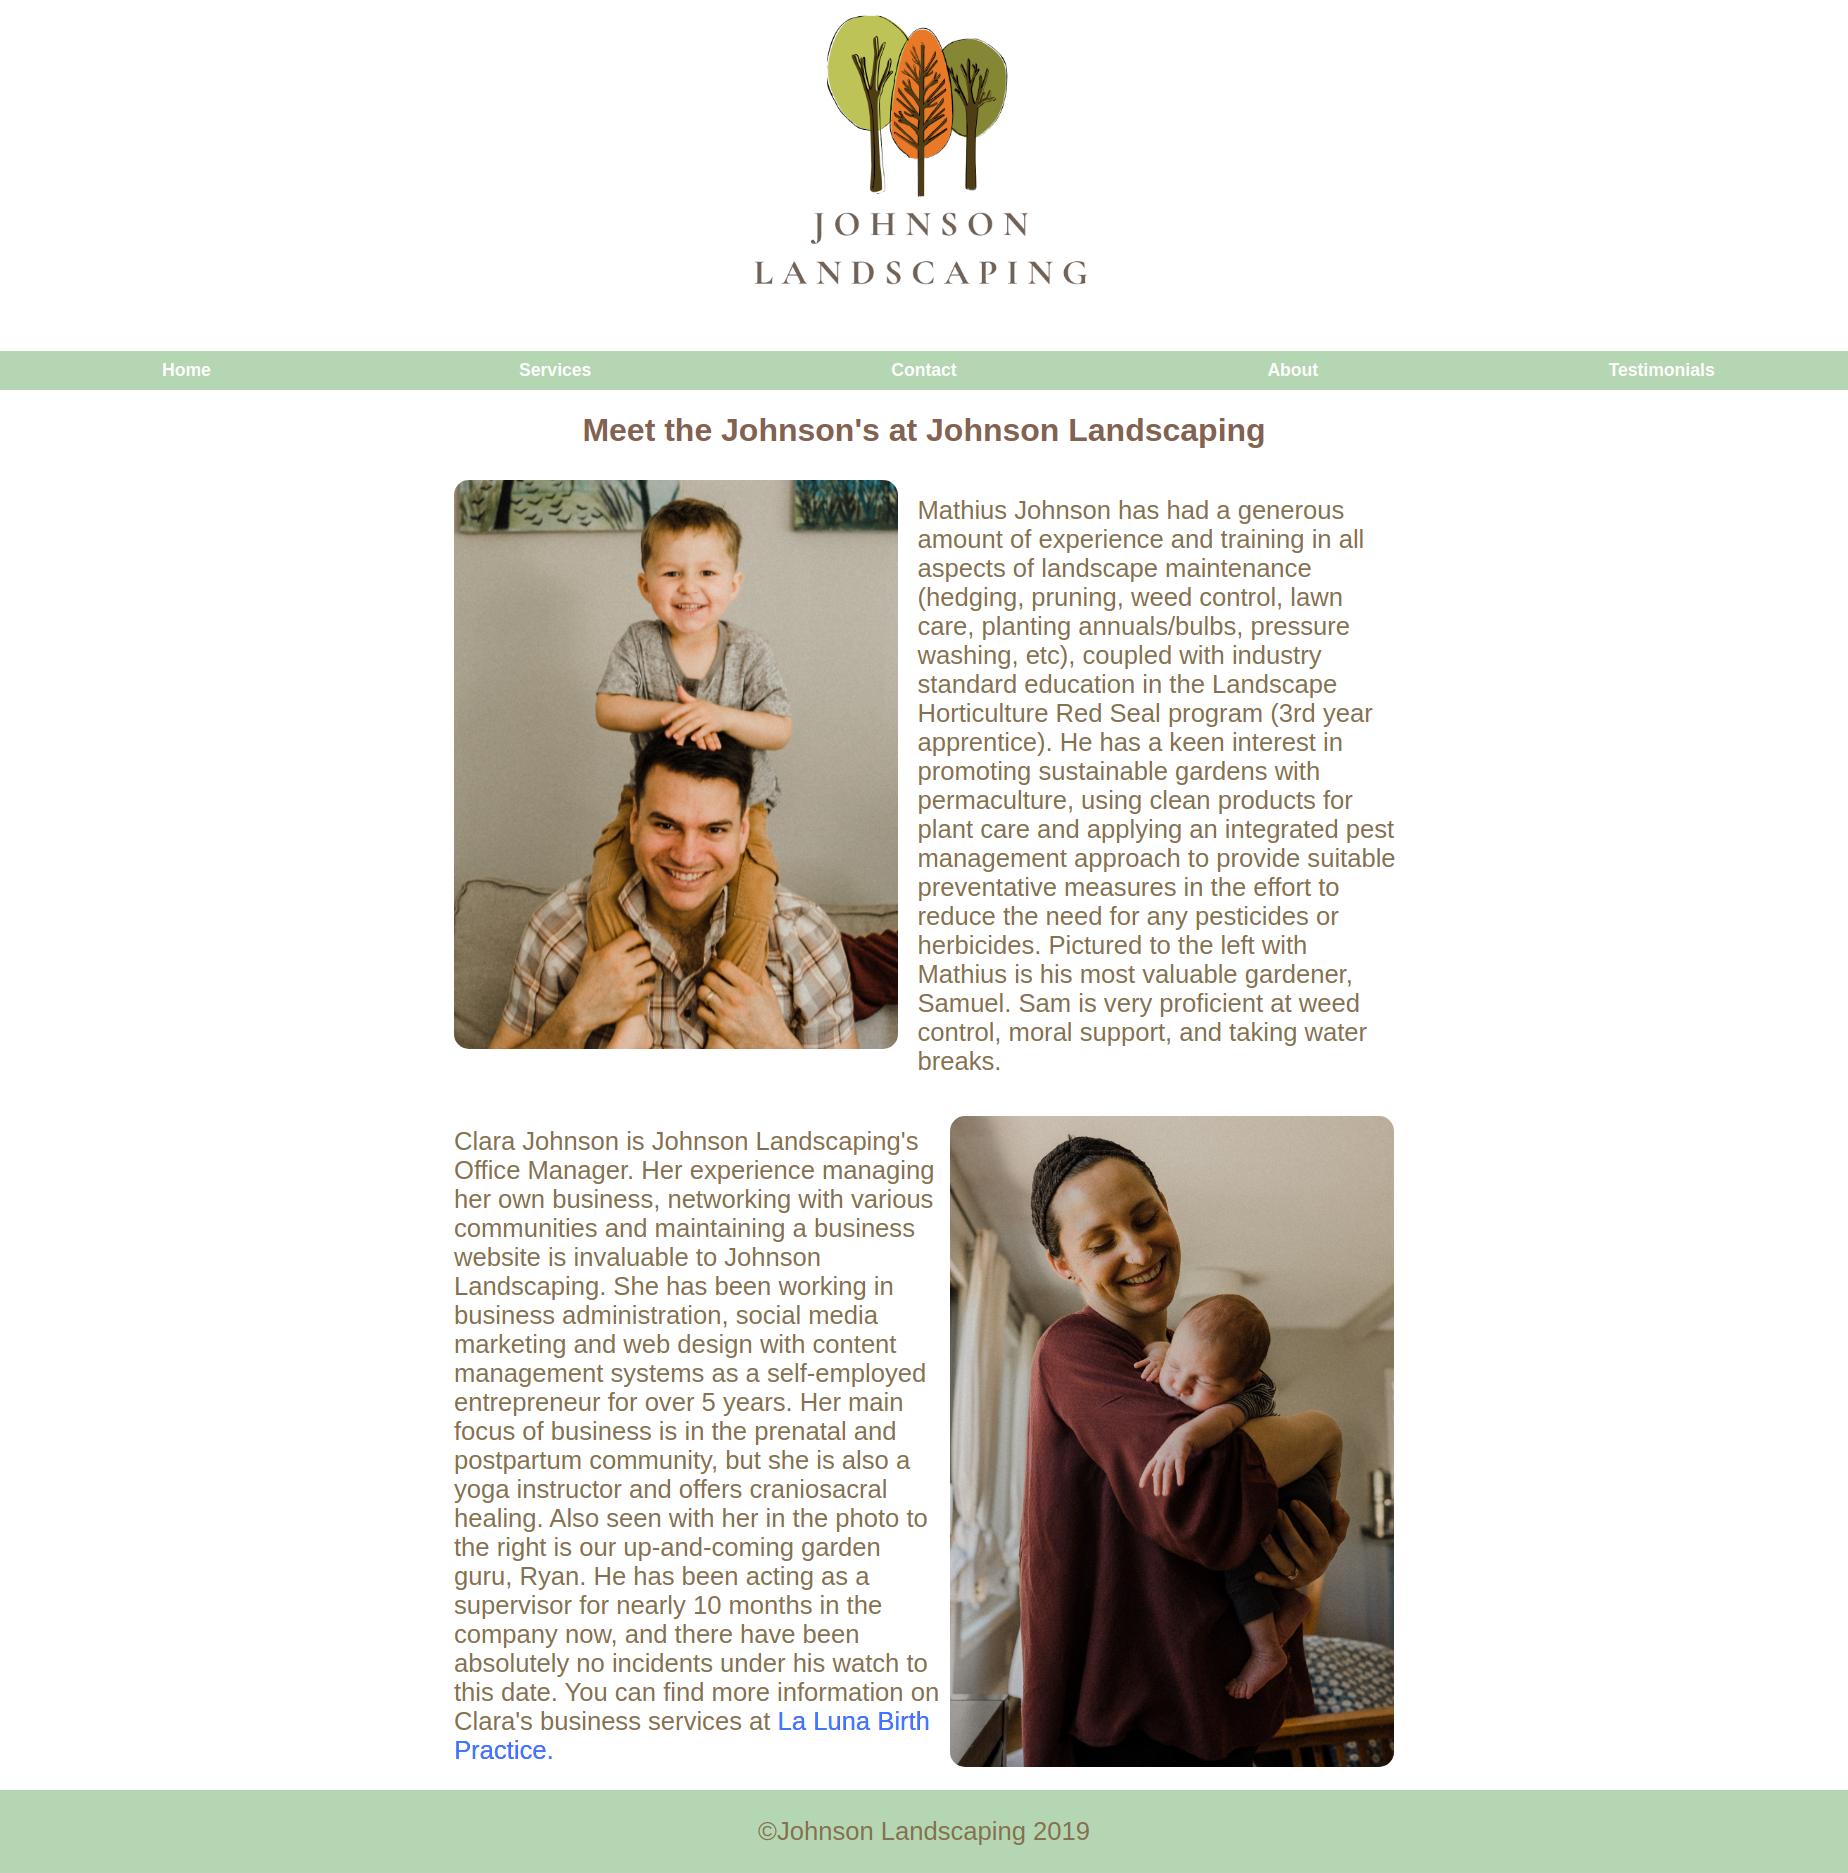 JOHNSON
LANDSCAPING
Home Services Contact About Testimonials
Meet the Johnson's at Johnson Landscaping
Mathius Johnson has had a generous
amount of experience and training in all
aspects of landscape maintenance
(hedging, pruning, weed control, lawn
care, planting annuals/bulbs, pressure
washing, etc), coupled with industry
standard education in the Landscape
Horticulture Red Seal program (3rd year
apprentice). He has a keen interest in
promoting sustainable gardens with
permaculture, using clean products for
plant care and applying an integrated pest
management approach to provide suitable
preventative measures in the effort to
reduce the need for any pesticides or
herbicides. Pictured to the left with
Mathius is his most valuable gardener,
Samuel. Sam is very proficient at weed
control, moral support, and taking water
breaks.
Clara Johnson is Johnson Landscaping's
Office Manager. Her experience managing
her own business, networking with various
communities and maintaining a business
website is invaluable to Johnson
Landscaping. She has been working in
business administration, social media
marketing and web design with content
management systems as a self-employed
entrepreneur for over 5 years. Her main
focus of business is in the prenatal and
postpartum community, but she is also a
yoga instructor and offers craniosacral
healing. Also seen with her in the photo to
the right is our up-and-coming garden
guru, Ryan. He has been acting as a
supervisor for nearly 10 months in the
company now, and there have been
absolutely no incidents under his watch to
this date. You can find more information on
Clara's business services at La Luna Birth
Practice.
©Johnson Landscaping 2019